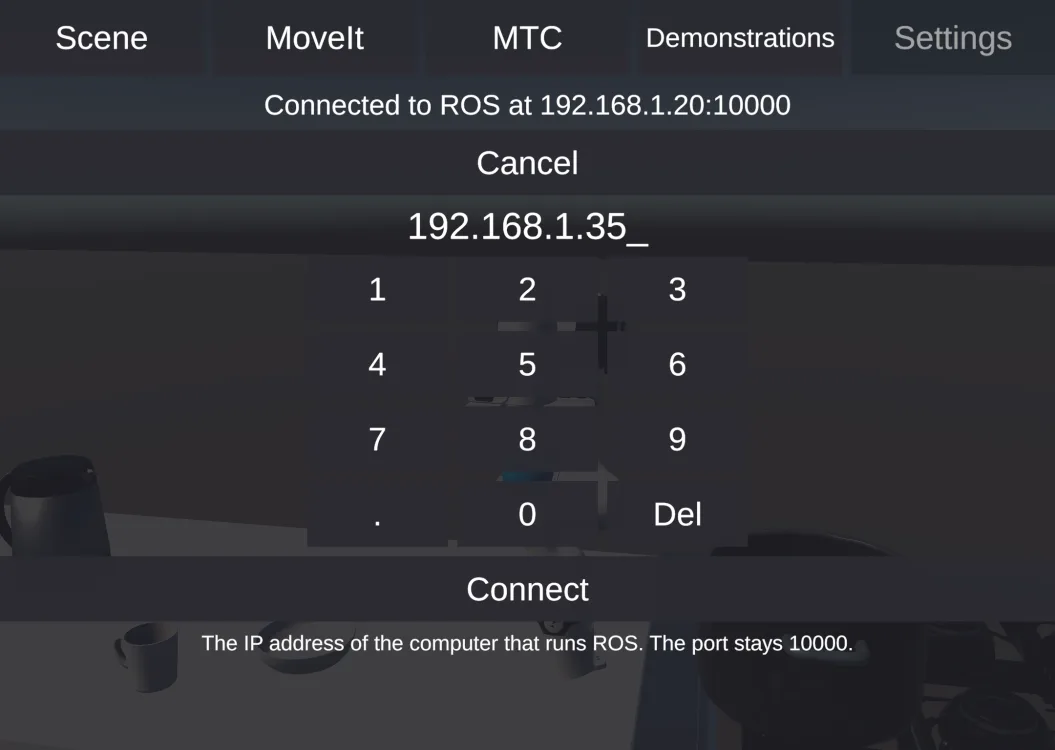 Scene MoveIt MTC Demonstrations Settings
Connected to ROS at 192.168.1.20:10000
Cancel
192.168.1.35_
1 2 3
4 5 6
7 8 9
. 0 Del
Connect
The IP address of the computer that runs ROS. The port stays 10000.